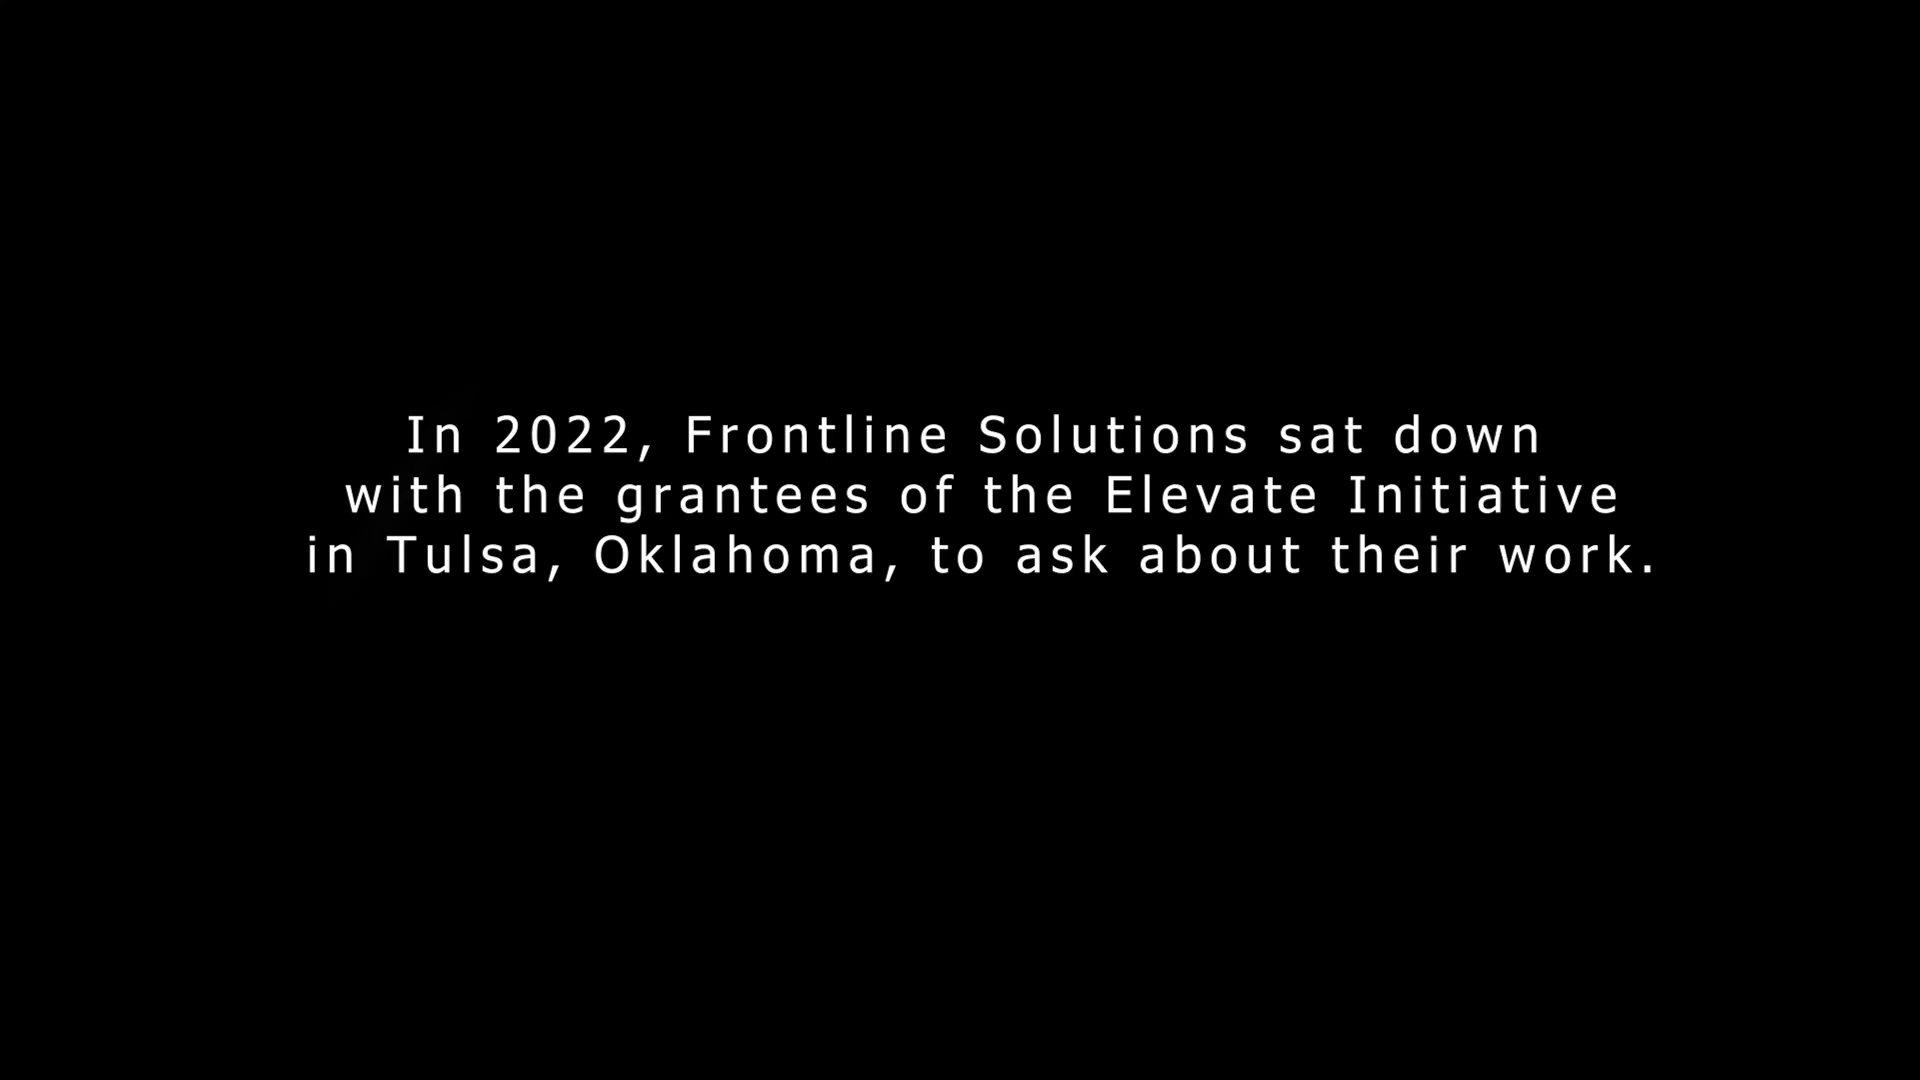 In 2022, Frontline Solutions sat down
with the grantees of the Elevate Initiative
in Tulsa, Oklahoma, to ask about their work.